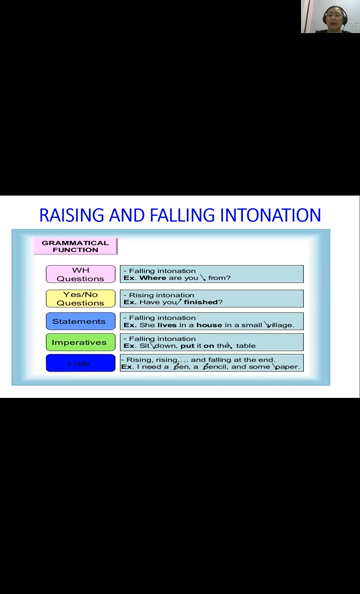 RAISING AND FALLING INTONATION
GRAMMATICAL
FUNCTION
WH
Questions
- Falling intonation
Ex. Where are you from?
Yes/No
Questions
- Rising intonation
Ex. Have you finished?
Statements
- Falling intonation
Ex. She lives in a house in a small village.
Imperatives
- Falling intonation
Ex. Sit down, put it on the table
Lists
- Rising, rising,... and falling at the end.
Ex. I need a pen, a pencil, and some paper.